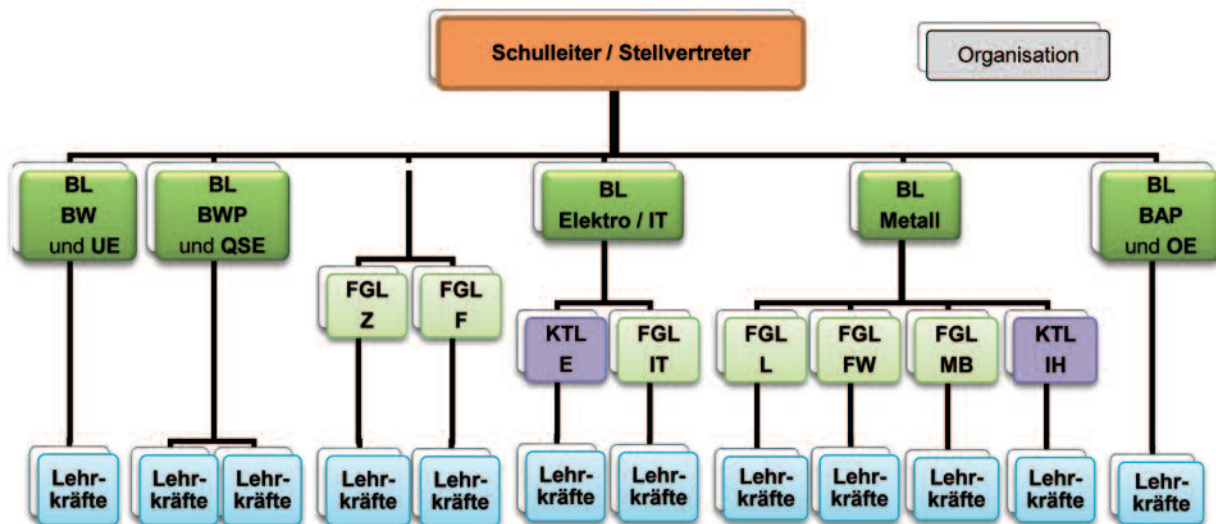 Schulleiter / Stellvertreter
Organisation
BL
BW
und UE
BL
BWP
und QSE
BL
Elektro / IT
BL
Metall
BL
BAP
und OE
FGL
Z
FGL
F
KTL
E
FGL
IT
FGL
L
FGL
FW
FGL
MB
KTL
IH
Lehr-
kräfte
Lehr-
kräfte
Lehr-
kräfte
Lehr-
kräfte
Lehr-
kräfte
Lehr-
kräfte
Lehr-
kräfte
Lehr-
kräfte
Lehr-
kräfte
Lehr-
kräfte
Lehr-
kräfte
Lehr-
kräfte